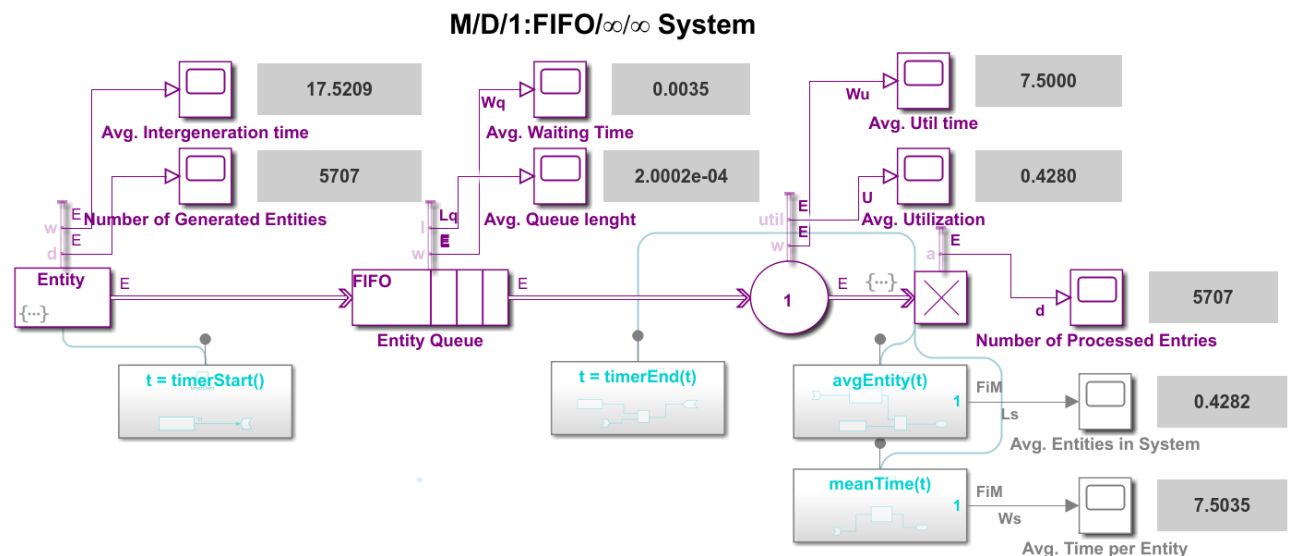 M/D/1:FIFO/∞/∞ System
17.5209
Avg. Intergeneration time
5707
Number of Generated Entities
E
w
E
d
Entity
{···}
E
t = timerStart()
0.0035
Wq
Avg. Waiting Time
2.0002e-04
Avg. Queue lenght
Lq
l
E
w
FIFO
Entity Queue
E
t = timerEnd(t)
7.5000
Wu
Avg. Util time
0.4280
U
Avg. Utilization
E
util
E
w
1
E
{···}
E
a
d
5707
Number of Processed Entries
avgEntity(t)
1
FiM
Ls
0.4282
Avg. Entities in System
meanTime(t)
1
FiM
Ws
7.5035
Avg. Time per Entity